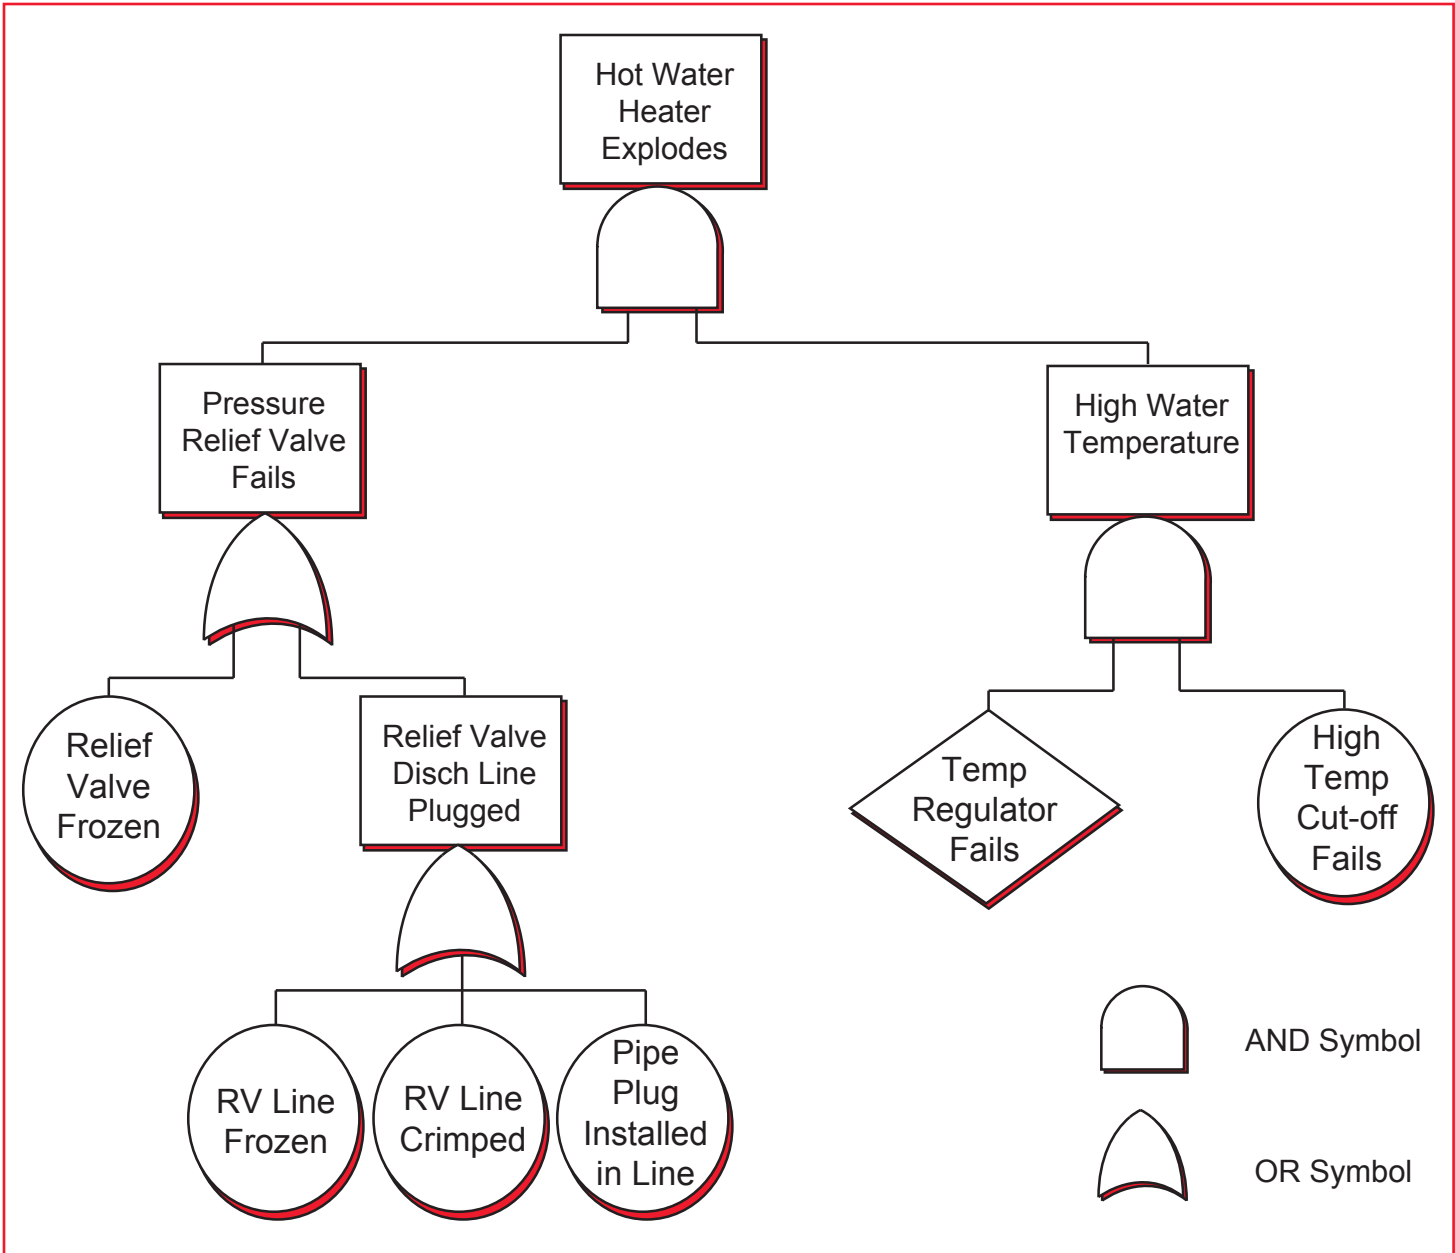 Hot Water
Heater
Explodes
Pressure
Relief Valve
Fails
High Water
Temperature
Relief
Valve
Frozen
Relief Valve
Disch Line
Plugged
Temp
Regulator
Fails
High
Temp
Cut-off
Fails
RV Line
Frozen
RV Line
Crimped
Pipe
Plug
Installed
in Line
AND Symbol
OR Symbol